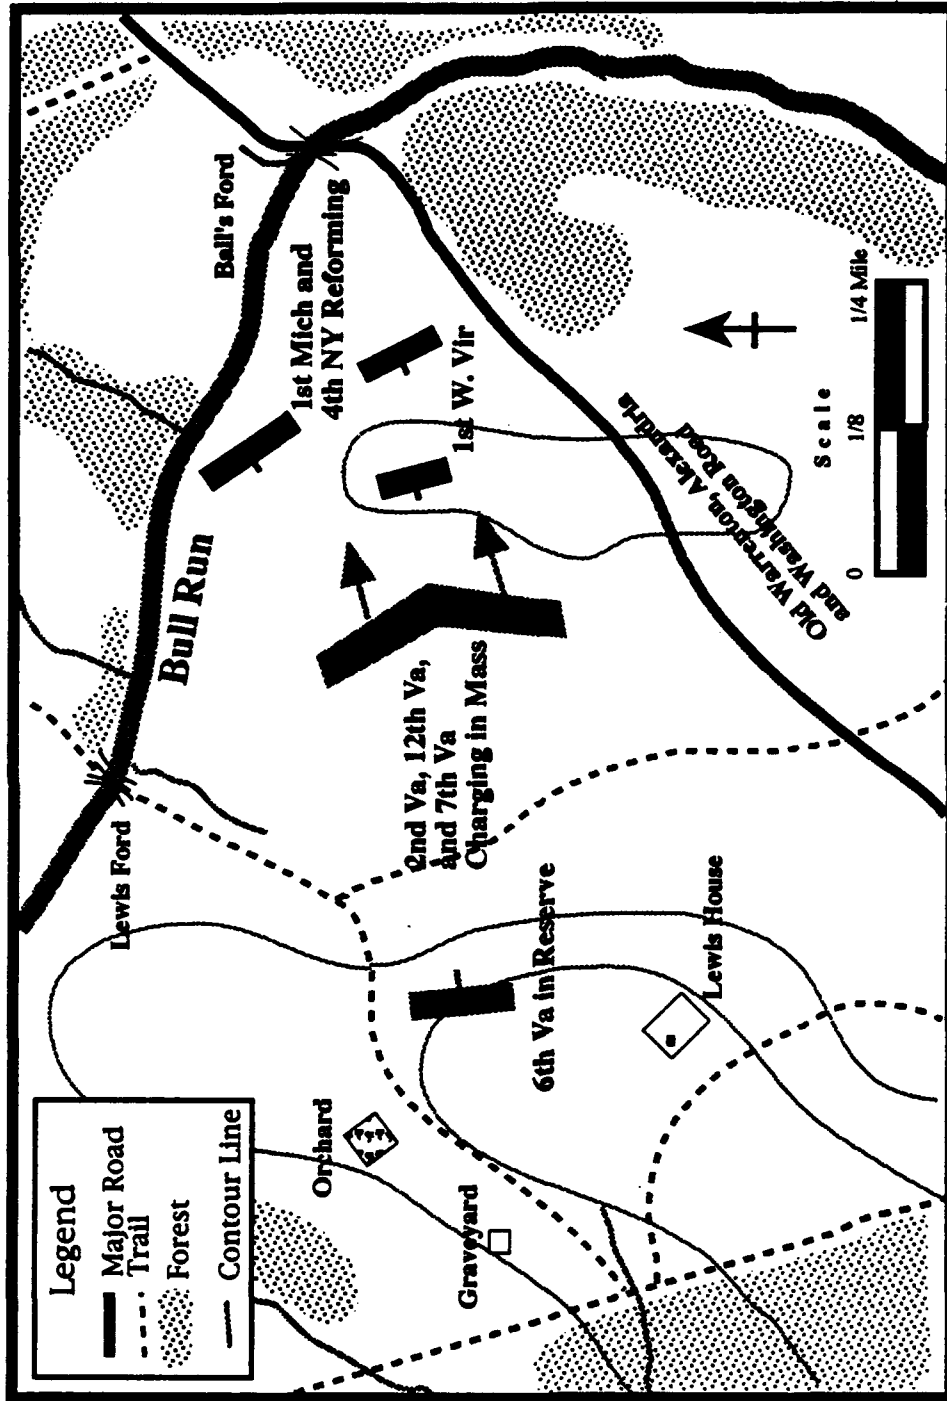 Legend
Major Road
Trail
Forest
Contour Line
Lewis Ford
Ball's Ford
Bull Run
1st Mich and
4th NY Reforming
1st W. Vir
2nd Va, 12th Va,
and 7th Va
Charging in Mass
Orchard
Graveyard
6th Va in Reserve
Lewis House
Old Warrenton, Alexandria
and Washington Road
Scale
0
1/8
1/4 Mile